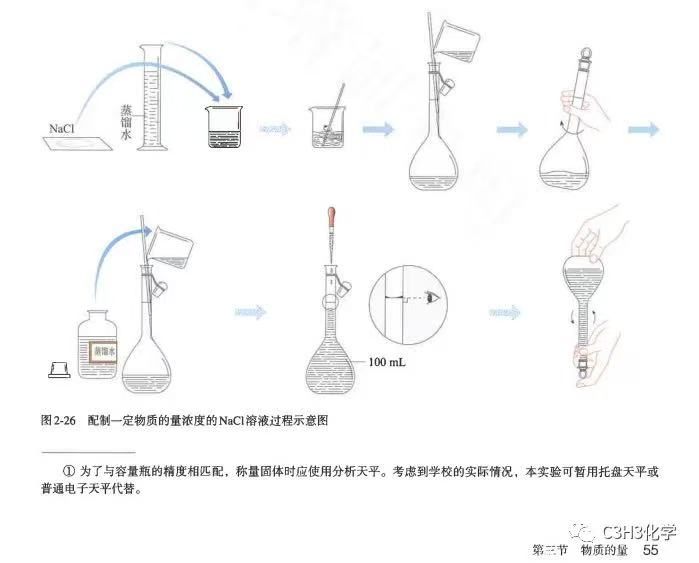 NaCl
蒸馏水
蒸馏水
100 mL
图2-26 配制一定物质的量浓度的NaCl溶液过程示意图
① 为了与容量瓶的精度相匹配，称量固体时应使用分析天平。考虑到学校的实际情况，本实验可暂用托盘天平或
普通电子天平代替。
C3H3化学
第三节 物质的量 55